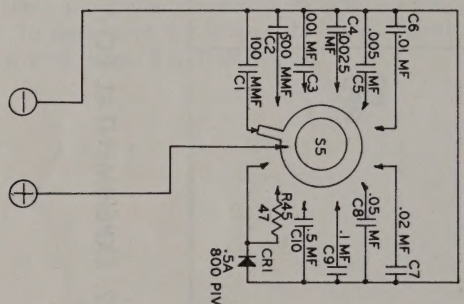 C1
100
MMF
C2
500
MMF
.001 MF
C3
C4
MF
.0025
.005 MF
C5
C6
.01 MF
S5
R45
47
CR1
.5A
800 PIV
C10
.5 MF
C9
.1 MF
C8
.05 MF
C7
.02 MF